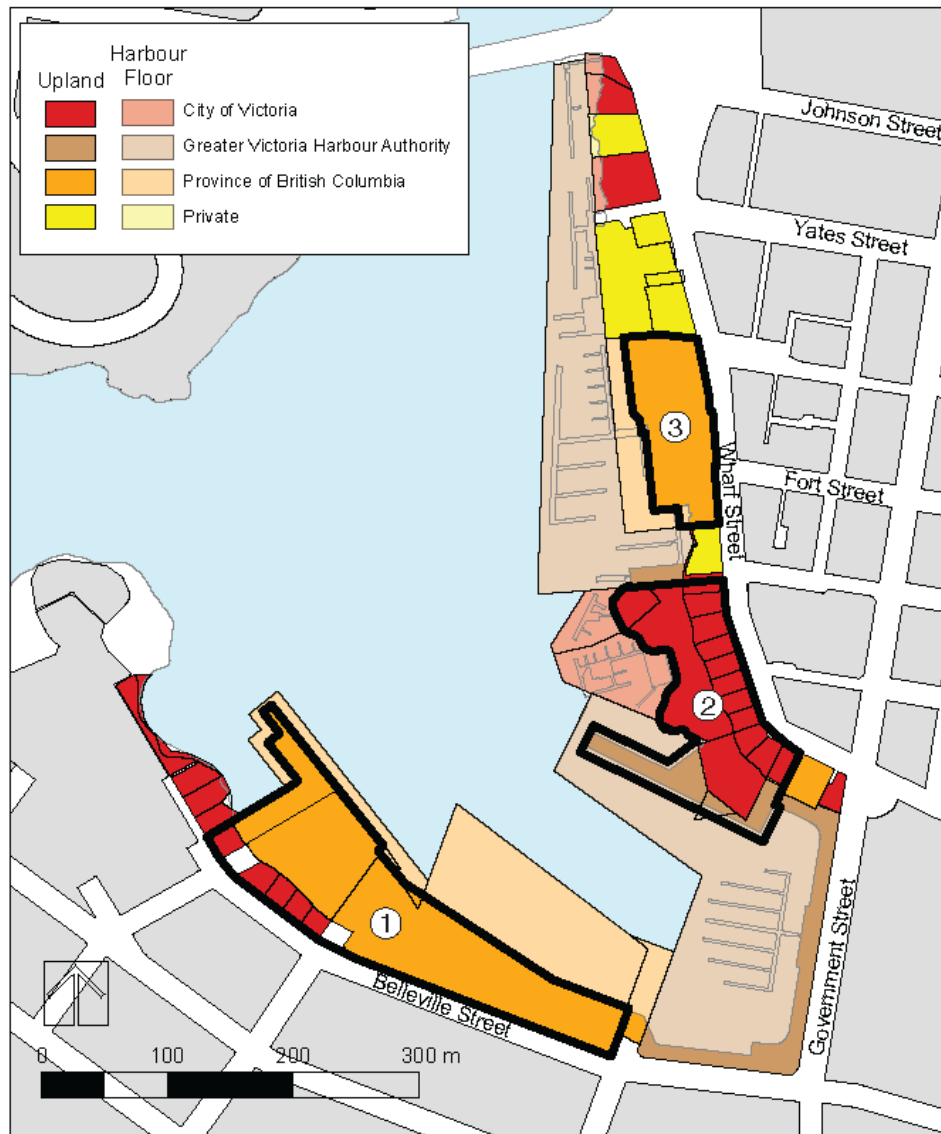 Upland
Harbour
Floor
City of Victoria
Greater Victoria Harbour Authority
Province of British Columbia
Private
Johnson Street
Yates Street
3
Wharf Street
Fort Street
2
1
Belleville Street
Government Street
0 100 200 300 m